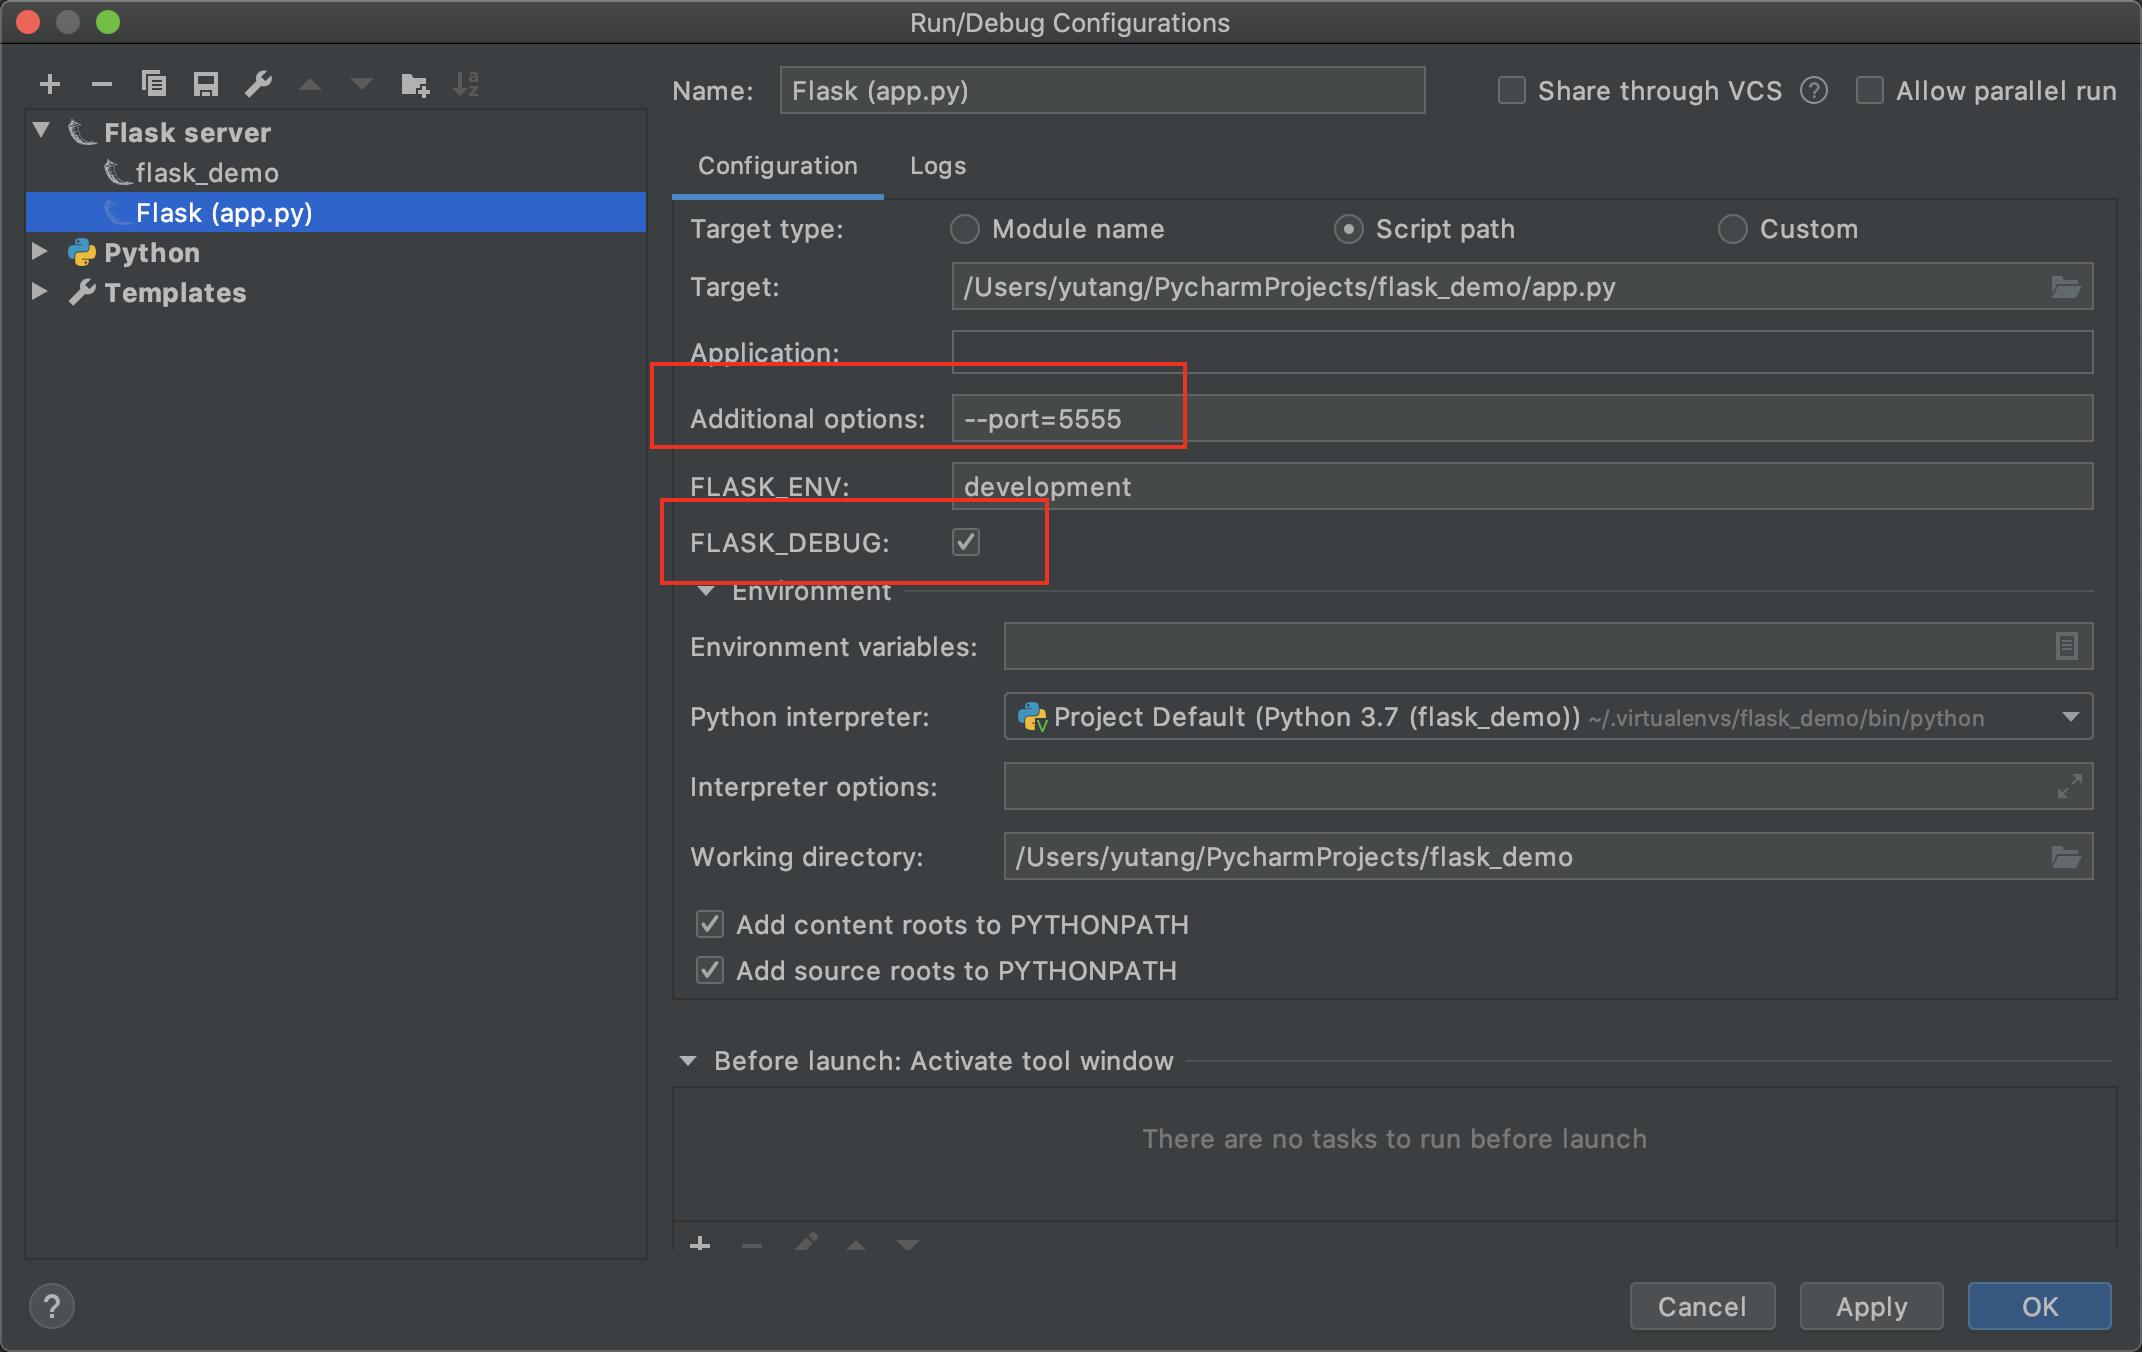 Run/Debug Configurations
Name: Flask (app.py) Share through VCS ? Allow parallel run
Flask server
flask_demo
Flask (app.py)
Python
Templates
Configuration Logs
Target type: Module name Script path Custom
Target: /Users/yutang/PycharmProjects/flask_demo/app.py
Application:
Additional options: --port=5555
FLASK_ENV: development
FLASK_DEBUG:
Environment
Environment variables:
Python interpreter: Project Default (Python 3.7 (flask_demo)) ~/.virtualenvs/flask_demo/bin/python
Interpreter options:
Working directory: /Users/yutang/PycharmProjects/flask_demo
Add content roots to PYTHONPATH
Add source roots to PYTHONPATH
Before launch: Activate tool window
There are no tasks to run before launch
? Cancel Apply OK